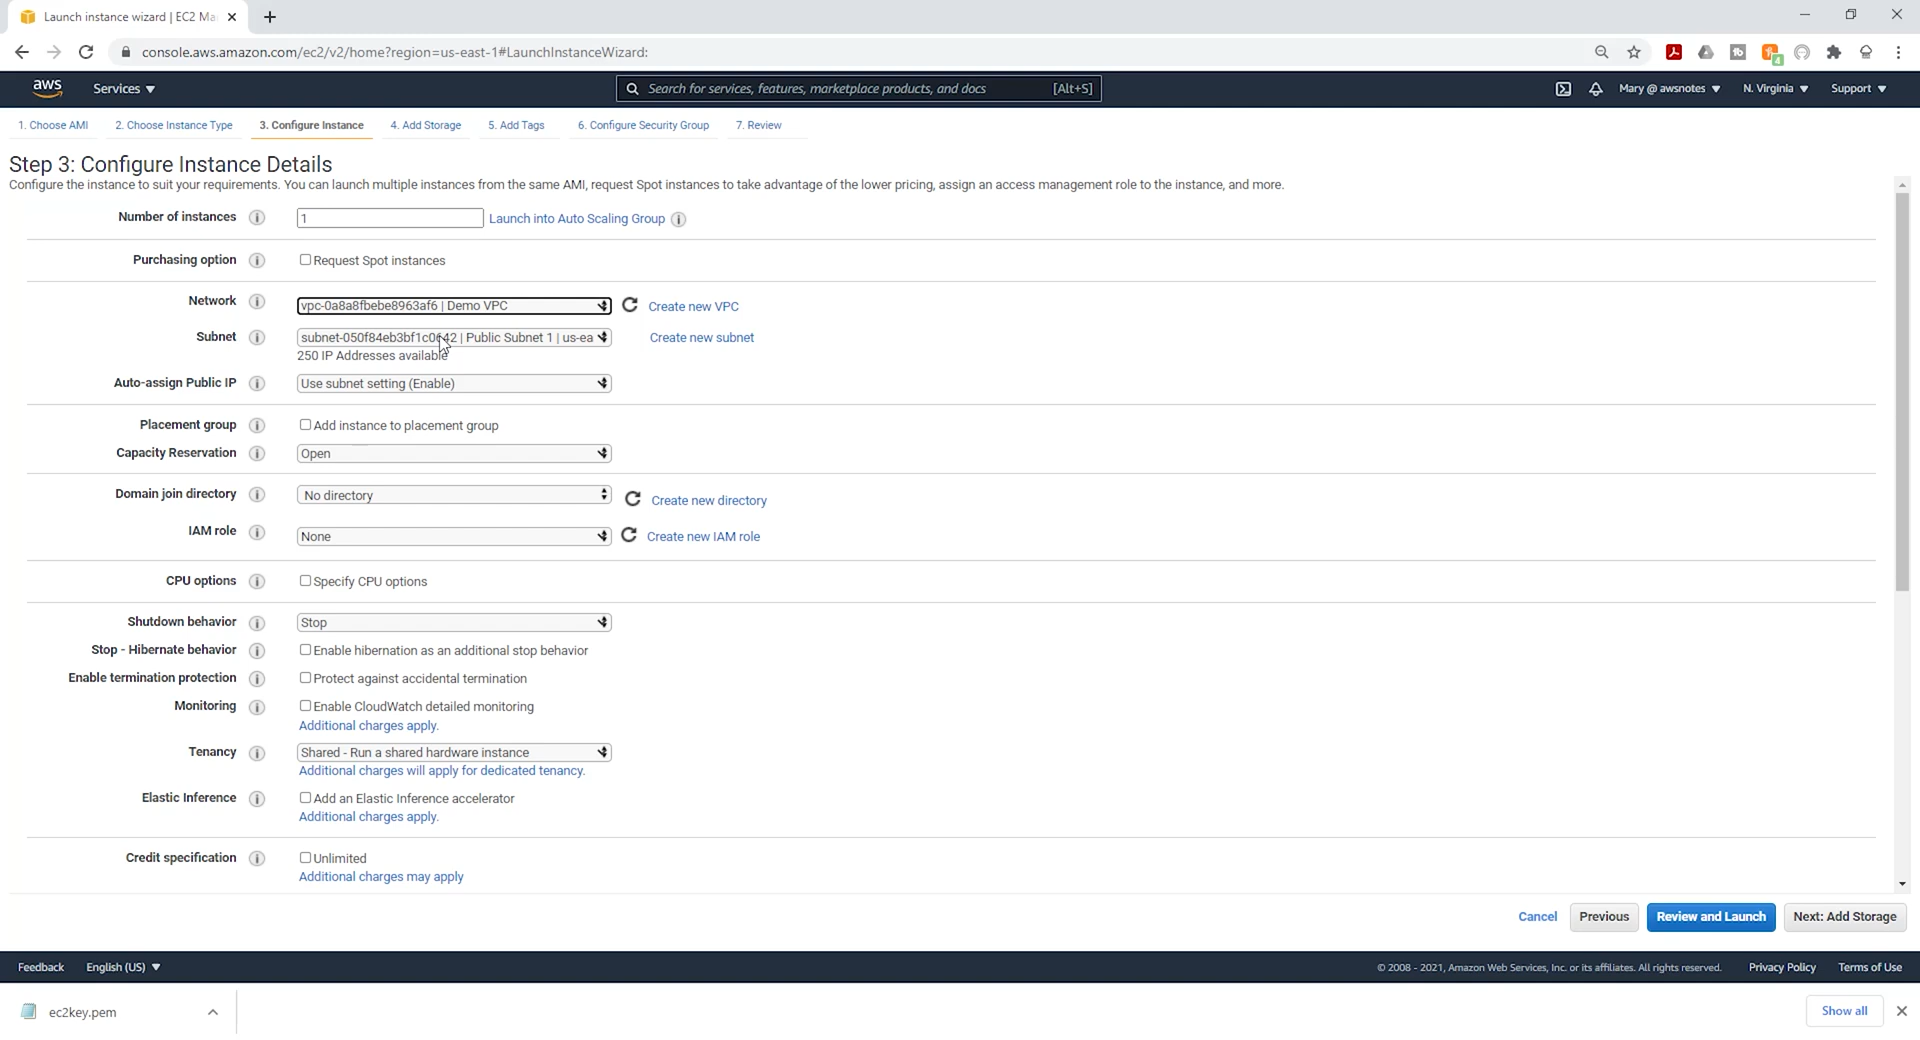 Launch instance wizard | EC2 Ma
console.aws.amazon.com/ec2/v2/home?region=us-east-1#LaunchInstanceWizard:
4
aws Services Search for services, features, marketplace products, and docs [Alt+S] Mary @ awsnotes N. Virginia Support
1. Choose AMI 2. Choose Instance Type 3. Configure Instance 4. Add Storage 5. Add Tags 6. Configure Security Group 7. Review
Step 3: Configure Instance Details
Configure the instance to suit your requirements. You can launch multiple instances from the same AMI, request Spot instances to take advantage of the lower pricing, assign an access management role to the instance, and more.
Number of instances 1 Launch into Auto Scaling Group
Purchasing option Request Spot instances
Network vpc-0a8a8fbebe8963af6 | Demo VPC Create new VPC
Subnet subnet-050f84eb3bf1c0642 | Public Subnet 1 | us-ea Create new subnet
250 IP Addresses available
Auto-assign Public IP Use subnet setting (Enable)
Placement group Add instance to placement group
Capacity Reservation Open
Domain join directory No directory Create new directory
IAM role None Create new IAM role
CPU options Specify CPU options
Shutdown behavior Stop
Stop - Hibernate behavior Enable hibernation as an additional stop behavior
Enable termination protection Protect against accidental termination
Monitoring Enable CloudWatch detailed monitoring
Additional charges apply.
Tenancy Shared - Run a shared hardware instance
Additional charges will apply for dedicated tenancy.
Elastic Inference Add an Elastic Inference accelerator
Additional charges apply.
Credit specification Unlimited
Additional charges may apply
Cancel Previous Review and Launch Next: Add Storage
Feedback English (US) © 2008 - 2021, Amazon Web Services, Inc. or its affiliates. All rights reserved. Privacy Policy Terms of Use
ec2key.pem Show all